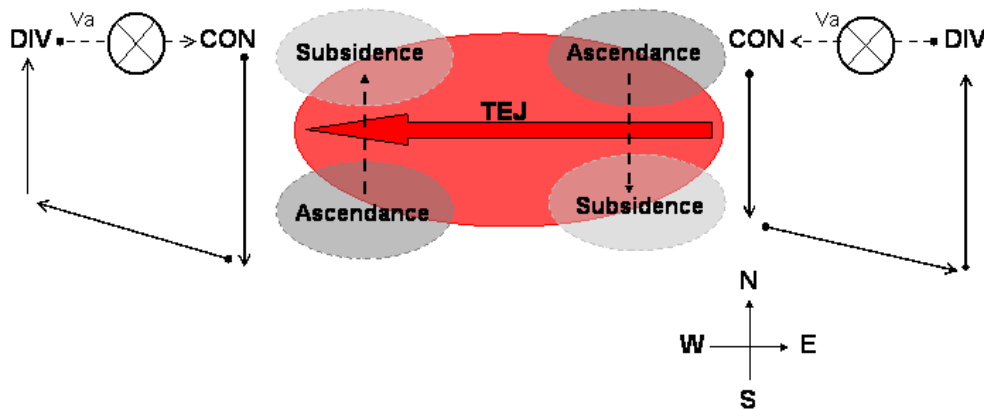 Va
Va
DIV
CON
Subsidence
Ascendance
CON
DIV
TEJ
Ascendance
Subsidence
N
W
E
S